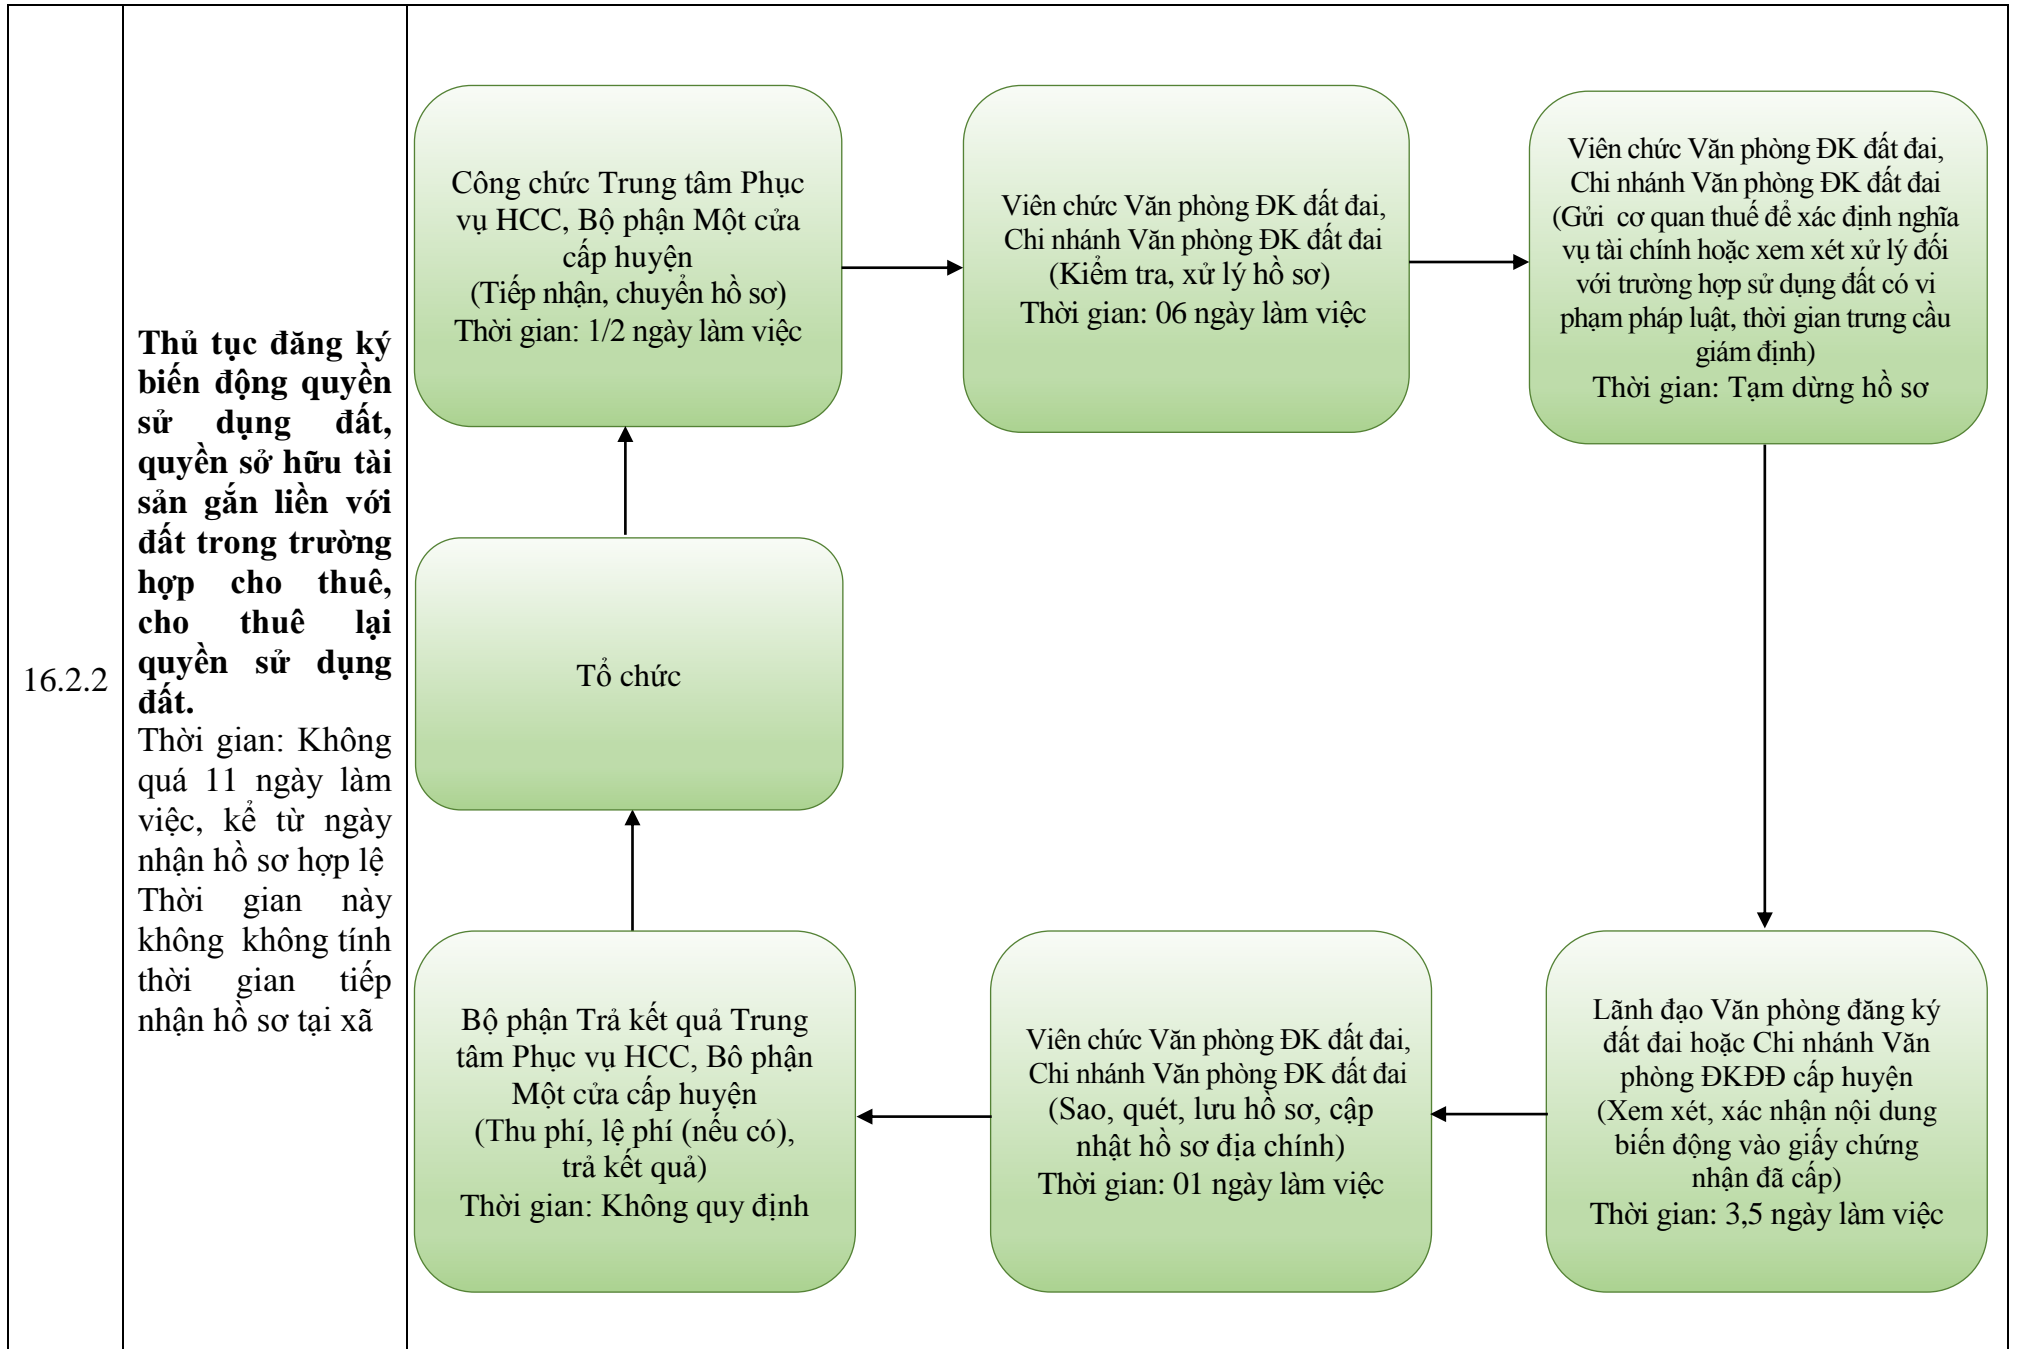 16.2.2
Thủ tục đăng ký
biến động quyền
sử dụng đất,
quyền sở hữu tài
sản gắn liền với
đất trong trường
hợp cho thuê,
cho thuê lại
quyền sử dụng
đất.
Thời gian: Không
quá 11 ngày làm
việc, kể từ ngày
nhận hồ sơ hợp lệ
Thời gian này
không không tính
thời gian tiếp
nhận hồ sơ tại xã
Công chức Trung tâm Phục
vụ HCC, Bộ phận Một cửa
cấp huyện
(Tiếp nhận, chuyển hồ sơ)
Thời gian: 1/2 ngày làm việc
Viên chức Văn phòng ĐK đất đai,
Chi nhánh Văn phòng ĐK đất đai
(Kiểm tra, xử lý hồ sơ)
Thời gian: 06 ngày làm việc
Viên chức Văn phòng ĐK đất đai,
Chi nhánh Văn phòng ĐK đất đai
(Gửi cơ quan thuế để xác định nghĩa
vụ tài chính hoặc xem xét xử lý đối
với trường hợp sử dụng đất có vi
phạm pháp luật, thời gian trưng cầu
giám định)
Thời gian: Tạm dừng hồ sơ
Tổ chức
Bộ phận Trả kết quả Trung
tâm Phục vụ HCC, Bô phận
Một cửa cấp huyện
(Thu phí, lệ phí (nếu có),
trả kết quả)
Thời gian: Không quy định
Viên chức Văn phòng ĐK đất đai,
Chi nhánh Văn phòng ĐK đất đai
(Sao, quét, lưu hồ sơ, cập
nhật hồ sơ địa chính)
Thời gian: 01 ngày làm việc
Lãnh đạo Văn phòng đăng ký
đất đai hoặc Chi nhánh Văn
phòng ĐKĐĐ cấp huyện
(Xem xét, xác nhận nội dung
biến động vào giấy chứng
nhận đã cấp)
Thời gian: 3,5 ngày làm việc